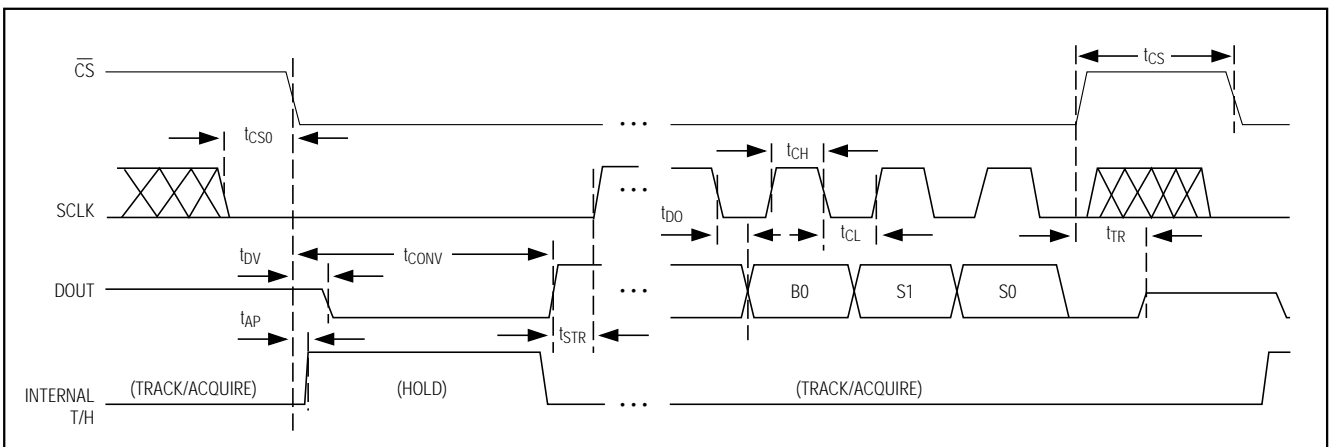 CS
tCS
tCS0
tCH
SCLK
tDO
tCL
tTR
tDV
tCONV
DOUT
B0
S1
S0
tAP
tSTR
INTERNAL
T/H
(TRACK/ACQUIRE)
(HOLD)
(TRACK/ACQUIRE)